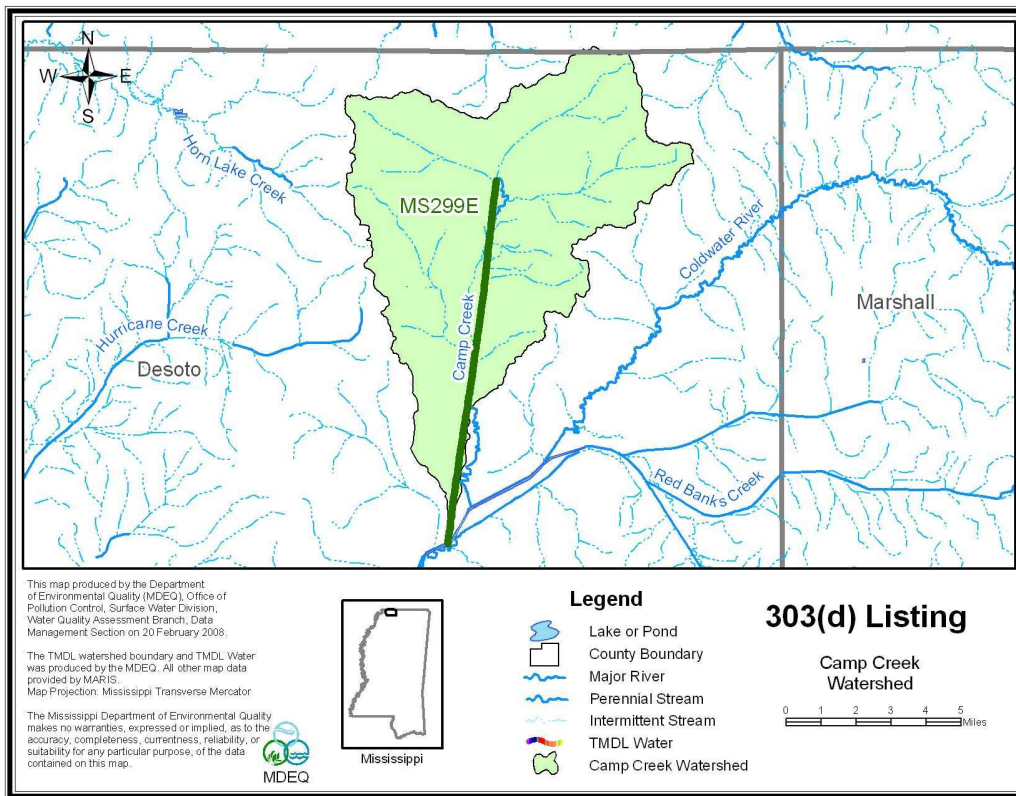 N
W E
S
Horn Lake Creek
MS299E
Coldwater River
Marshall
Camp Creek
Hurricane Creek
Desoto
Red Banks Creek
This map produced by the Department
of Environmental Quality (MDEQ), Office of
Pollution Control, Surface Water Division,
Water Quality Assessment Branch, Data
Management Section on 20 February 2008.
The TMDL watershed boundary and TMDL Water
was produced by the MDEQ. All other map data
provided by MARIS.
Map Projection: Mississippi Transverse Mercator
The Mississippi Department of Environmental Quality
makes no warranties, expressed or implied, as to the
accuracy, completeness, currentness, reliability, or
suitability for any particular purpose, of the data
contained on this map.
MDEQ
Mississippi
Legend
Lake or Pond
County Boundary
Major River
Perennial Stream
Intermittent Stream
TMDL Water
Camp Creek Watershed
303(d) Listing
Camp Creek
Watershed
0 1 2 3 4 5
Miles